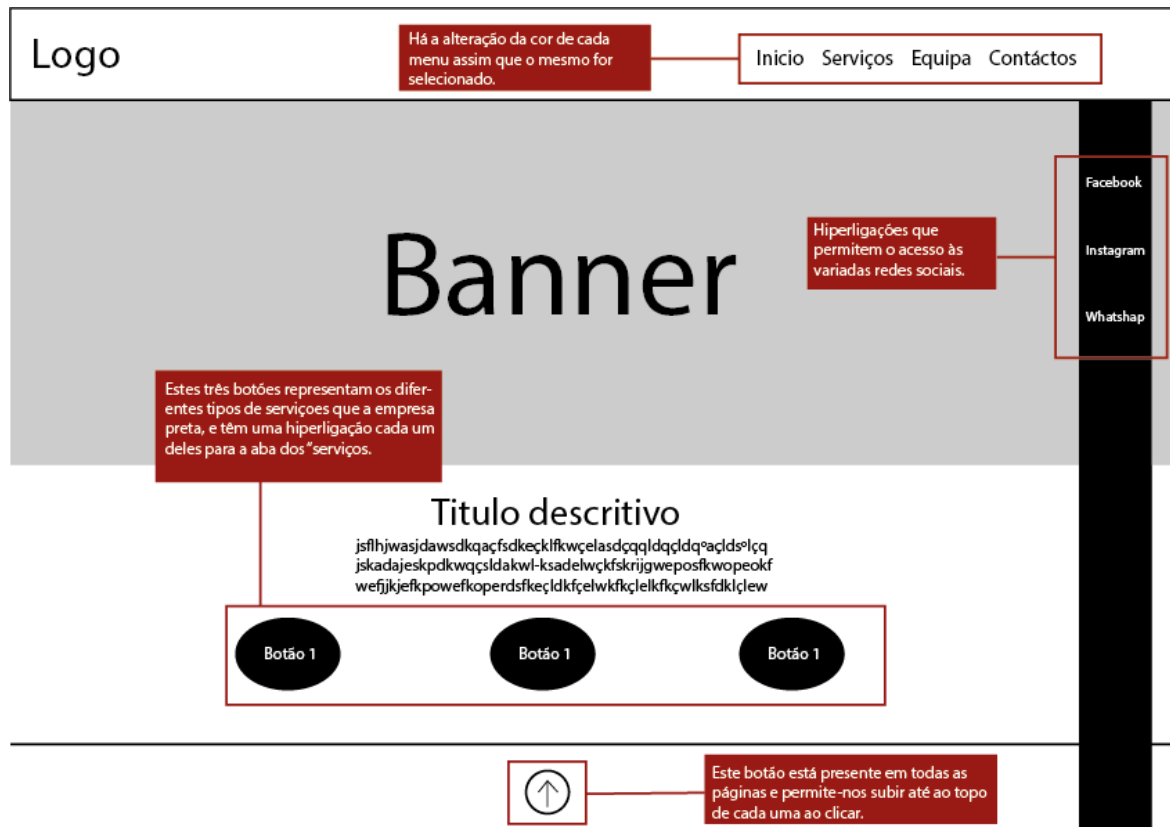 Logo
Há a alteração da cor de cada
menu assim que o mesmo for
selecionado.
Inicio Serviços Equipa Contáctos
Facebook
Instagram
Whatshap
Hiperligações que
permitem o acesso às
variadas redes sociais.
Banner
Estes três botões representam os difer-
entes tipos de serviçoes que a empresa
preta, e têm uma hiperligação cada um
deles para a aba dos “serviços.
Titulo descritivo
jsflhjwasjdawsdkqaçfsdkeçklfkwçelasdçqqldqçldqºaçldsºlçq
jskadajeskpdkwqçsldakwl-ksadelwçkfskrijgweposfkwopeokf
wefjjkjefkpowefkoperdsfkeçldkfçelwkfkçlelkfkçwlksfdklçlew
Botão 1
Botão 1
Botão 1
Este botão está presente em todas as
páginas e permite-nos subir até ao topo
de cada uma ao clicar.